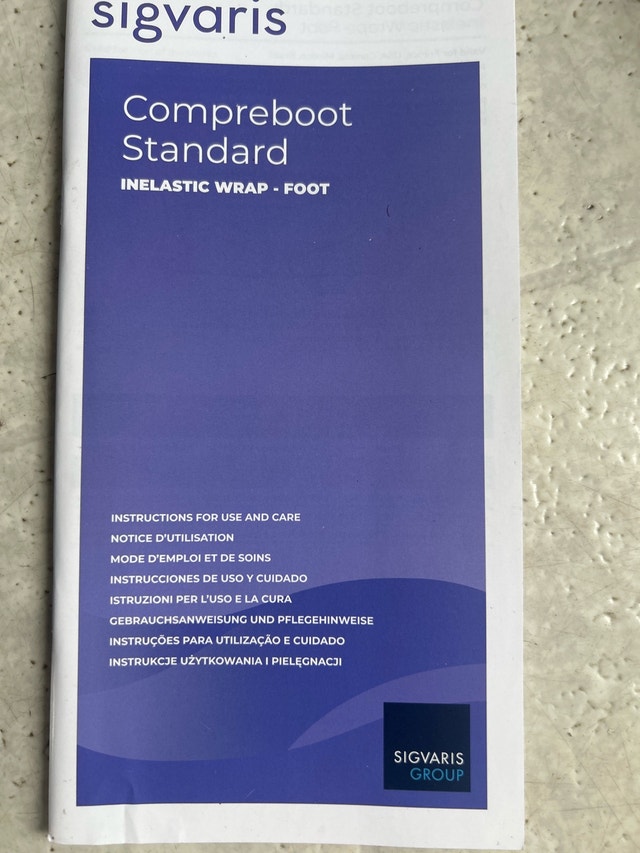 sigvaris
Compreboot
Standard
INELASTIC WRAP - FOOT
INSTRUCTIONS FOR USE AND CARE
NOTICE D'UTILISATION
MODE D'EMPLOI ET DE SOINS
INSTRUCCIONES DE USO Y CUIDADO
ISTRUZIONI PER L'USO E LA CURA
GEBRAUCHSANWEISUNG UND PFLEGEHINWEISE
INSTRUÇÕES PARA UTILIZAÇÃO E CUIDADO
INSTRUKCJE UŻYTKOWANIA I PIELĘGNACJI
SIGVARIS
GROUP